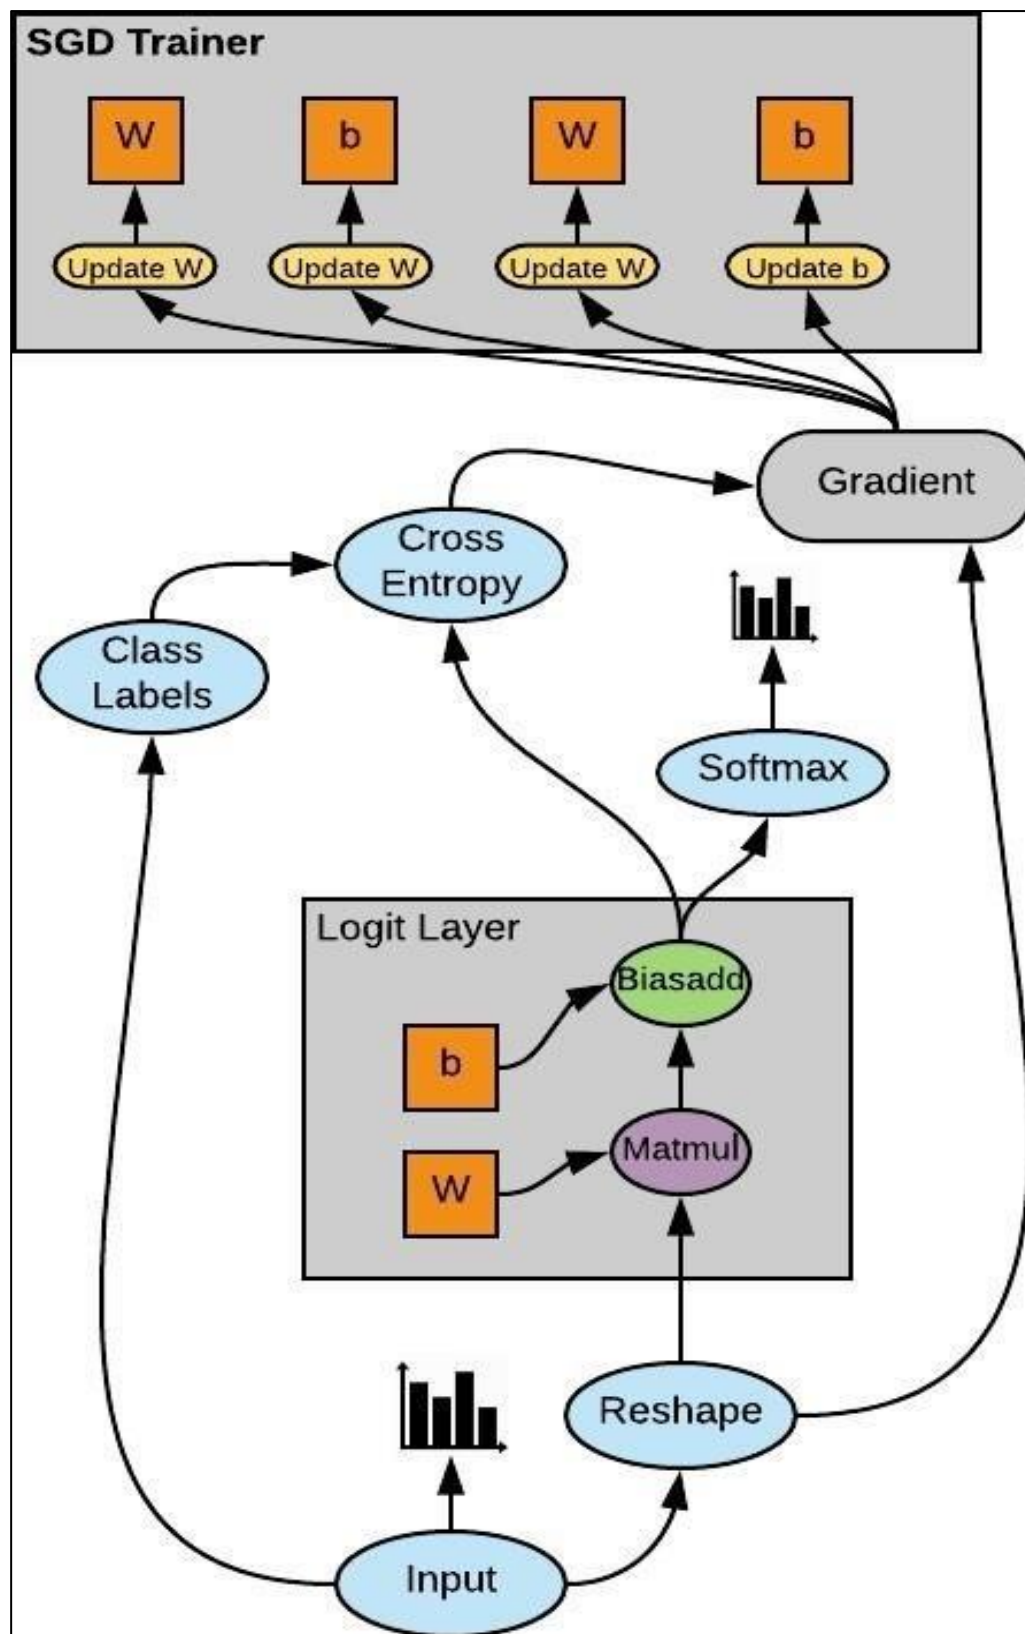 SGD Trainer
W
b
W
b
Update W
Update W
Update W
Update b
Gradient
Cross
Entropy
Class
Labels
Softmax
Logit Layer
Biasadd
b
Matmul
W
Reshape
Input